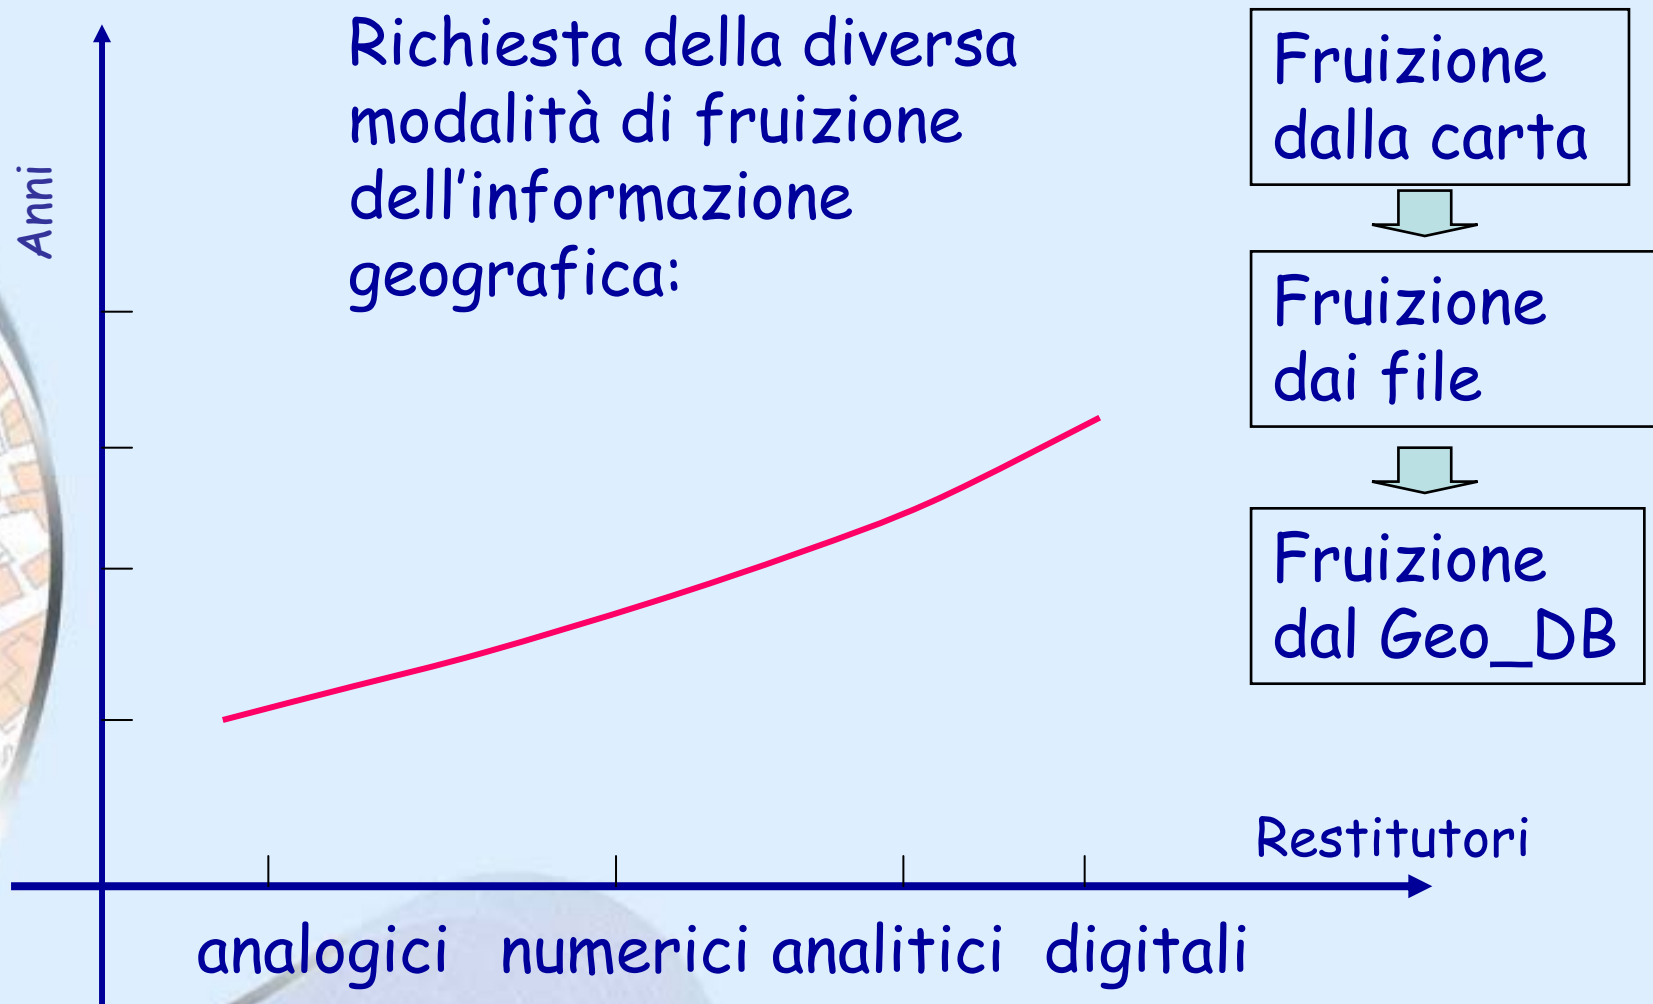 Richiesta della diversa
modalità di fruizione
dell'informazione
geografica:
Anni
Fruizione
dalla carta
Fruizione
dai file
Fruizione
dal Geo_DB
Restitutori
analogici numerici analitici digitali